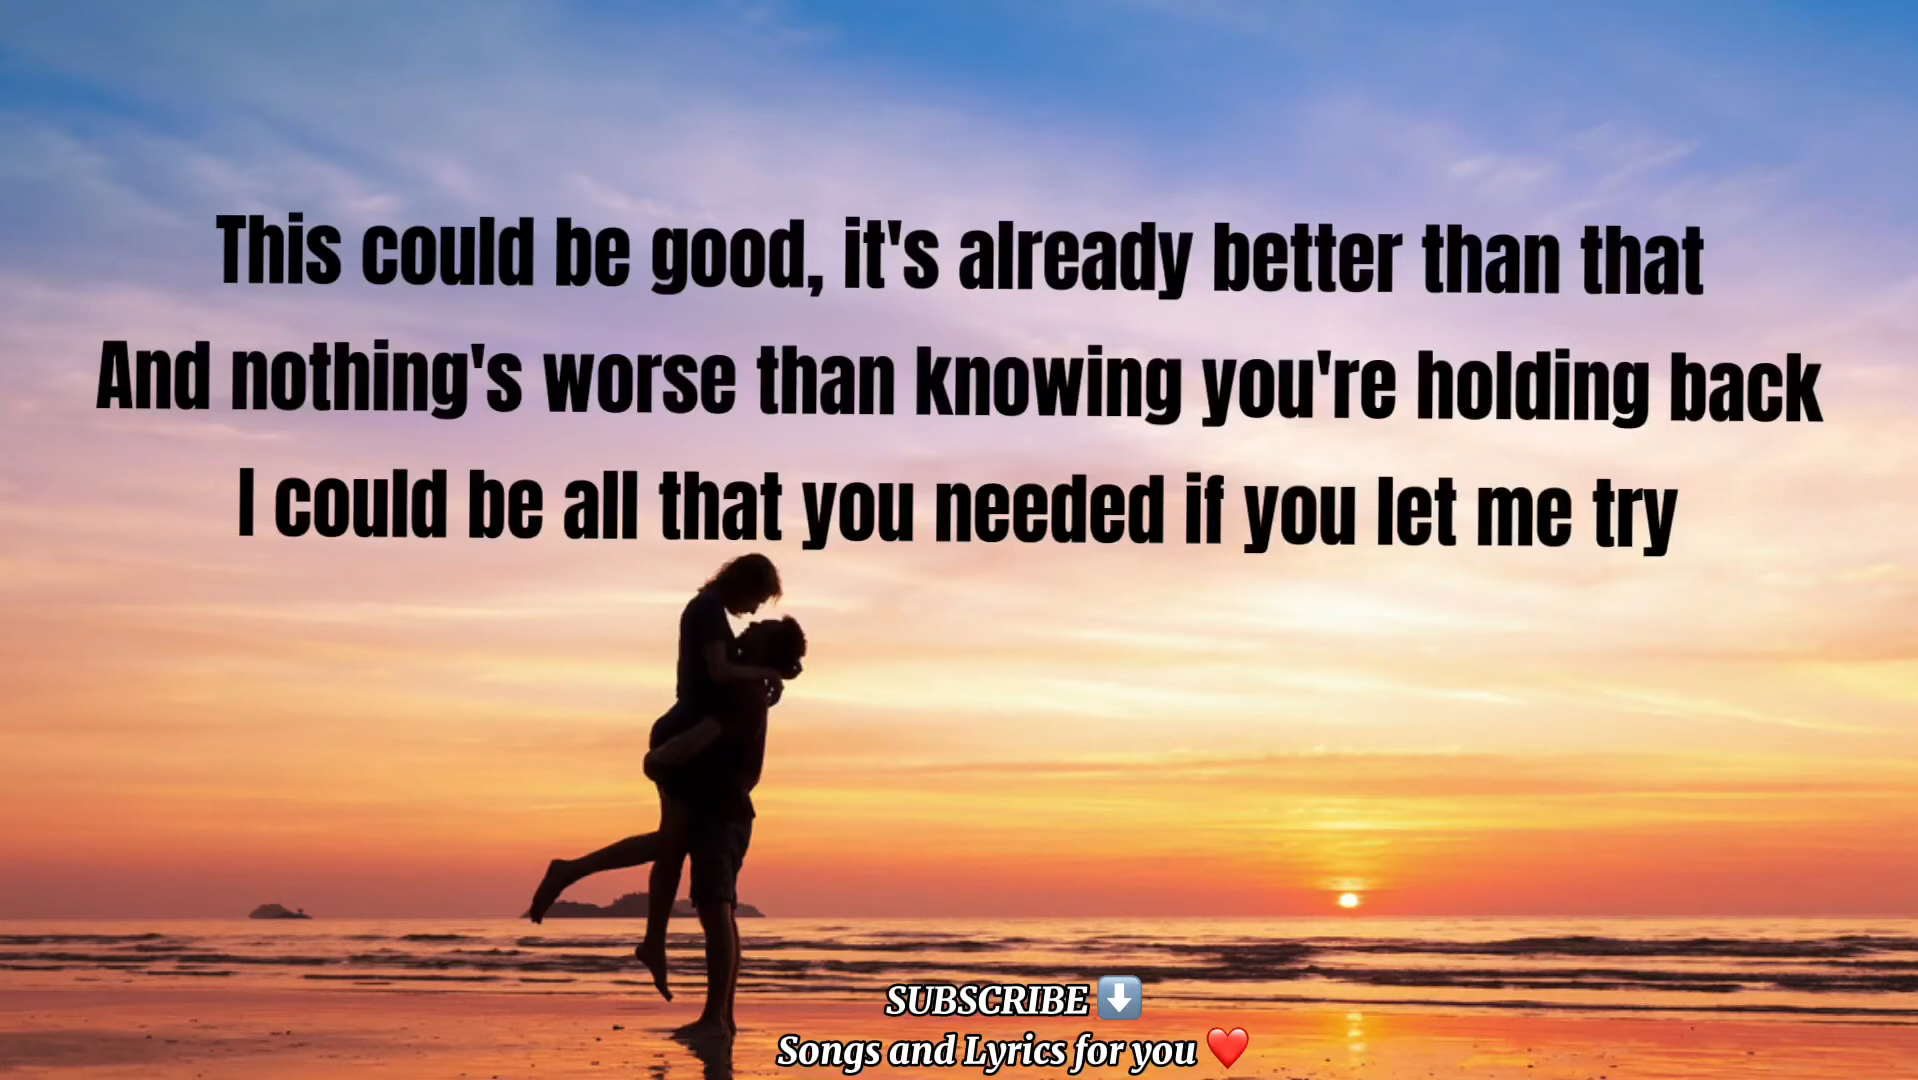 This could be good, it's already better than that
And nothing's worse than knowing you're holding back
I could be all that you needed if you let me try
SUBSCRIBE ⬇️
Songs and Lyrics for you ❤️